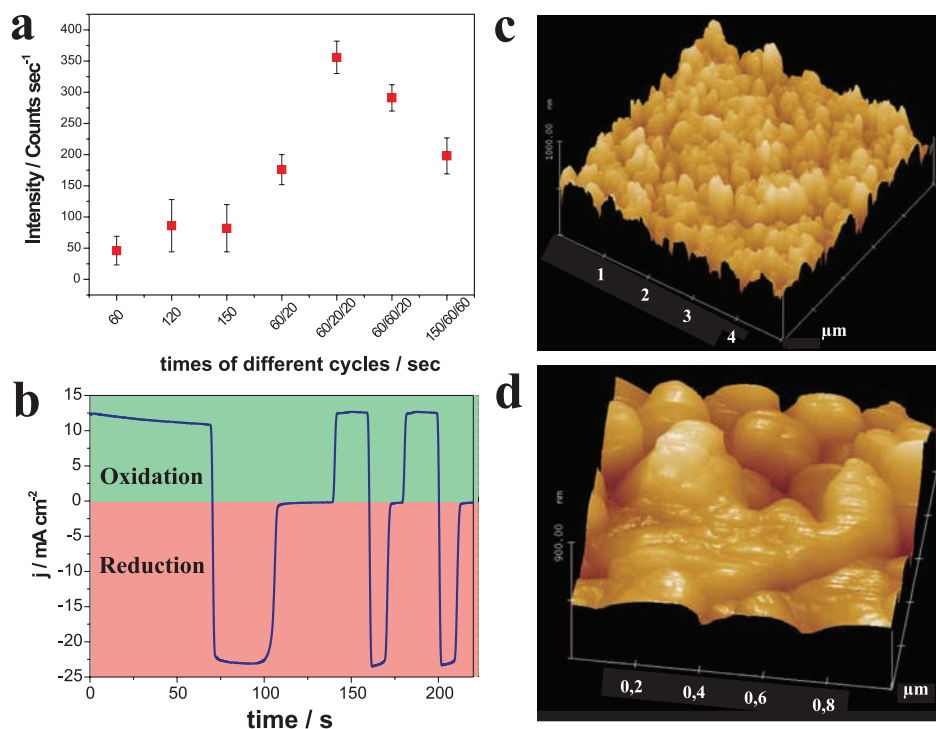 a
Intensity / Counts sec⁻¹
400
350
300
250
200
150
100
50
0
60
120
150
60/20
60/20/20
60/60/20
150/60/60
times of different cycles / sec
b
j / mA cm⁻²
15
10
5
0
-5
-10
-15
-20
-25
Oxidation
Reduction
0
50
100
150
200
time / s
c
1000.00 nm
1
2
3
4
µm
d
900.00 nm
0,2
0,4
0,6
0,8
µm